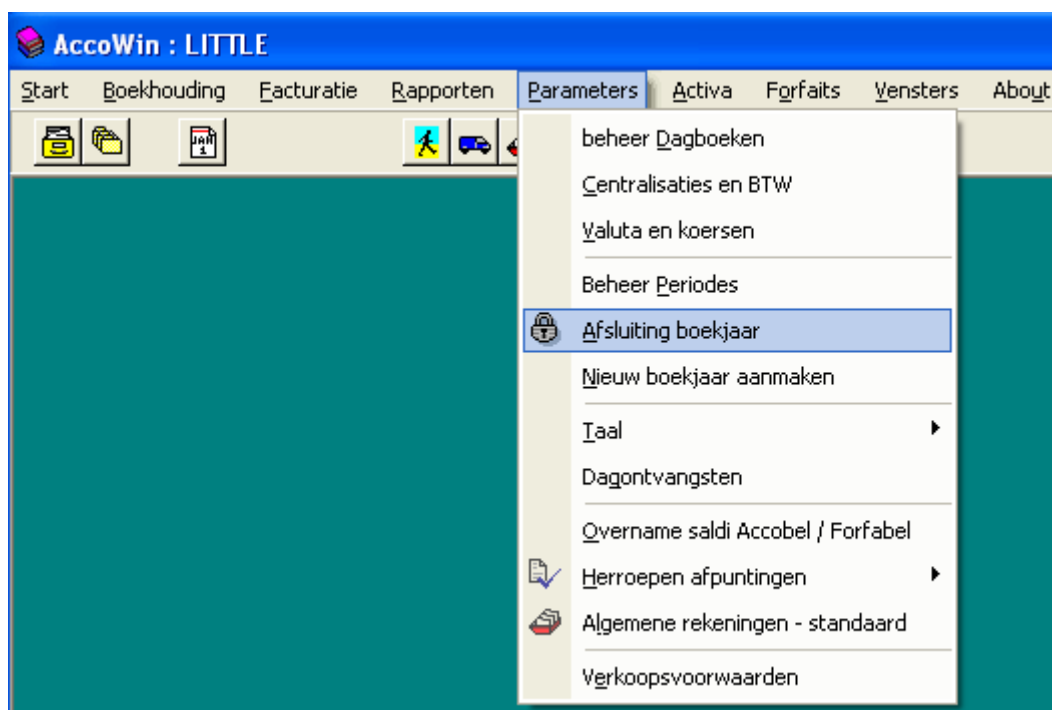 AccoWin : LITTLE
Start Boekhouding Facturatie Rapporten Parameters Activa Forfaits Vensters About
JAN
1
beheer Dagboeken
Centralisaties en BTW
Valuta en koersen
Beheer Periodes
Afsluiting boekjaar
Nieuw boekjaar aanmaken
Taal
Dagontvangsten
Overname saldi Accobel / Forfabel
Herroepen afpuntingen
Algemene rekeningen - standaard
Verkoopsvoorwaarden